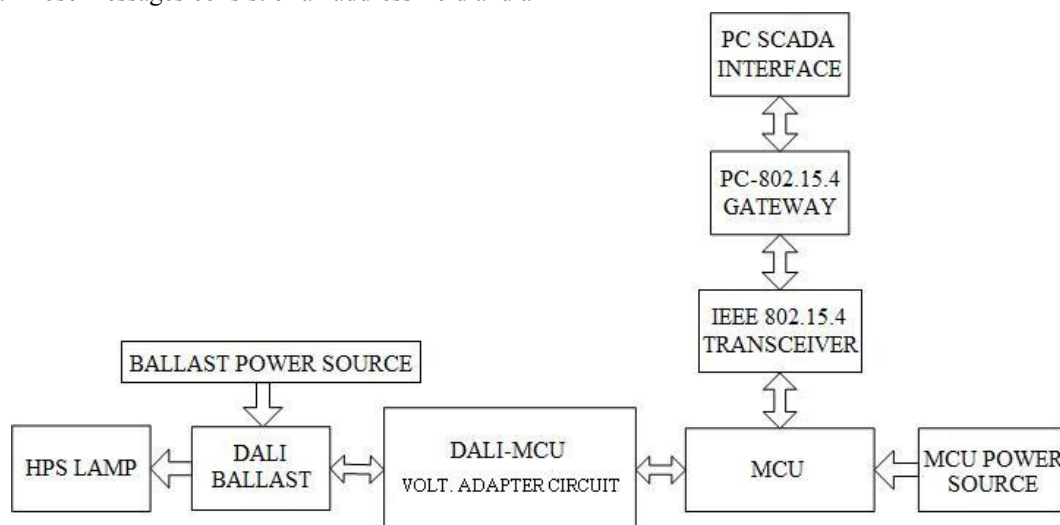 PC SCADA
INTERFACE
PC-802.15.4
GATEWAY
IEEE 802.15.4
TRANSCEIVER
BALLAST POWER SOURCE
HPS LAMP
DALI
BALLAST
DALI-MCU
VOLT. ADAPTER CIRCUIT
MCU
MCU POWER
SOURCE